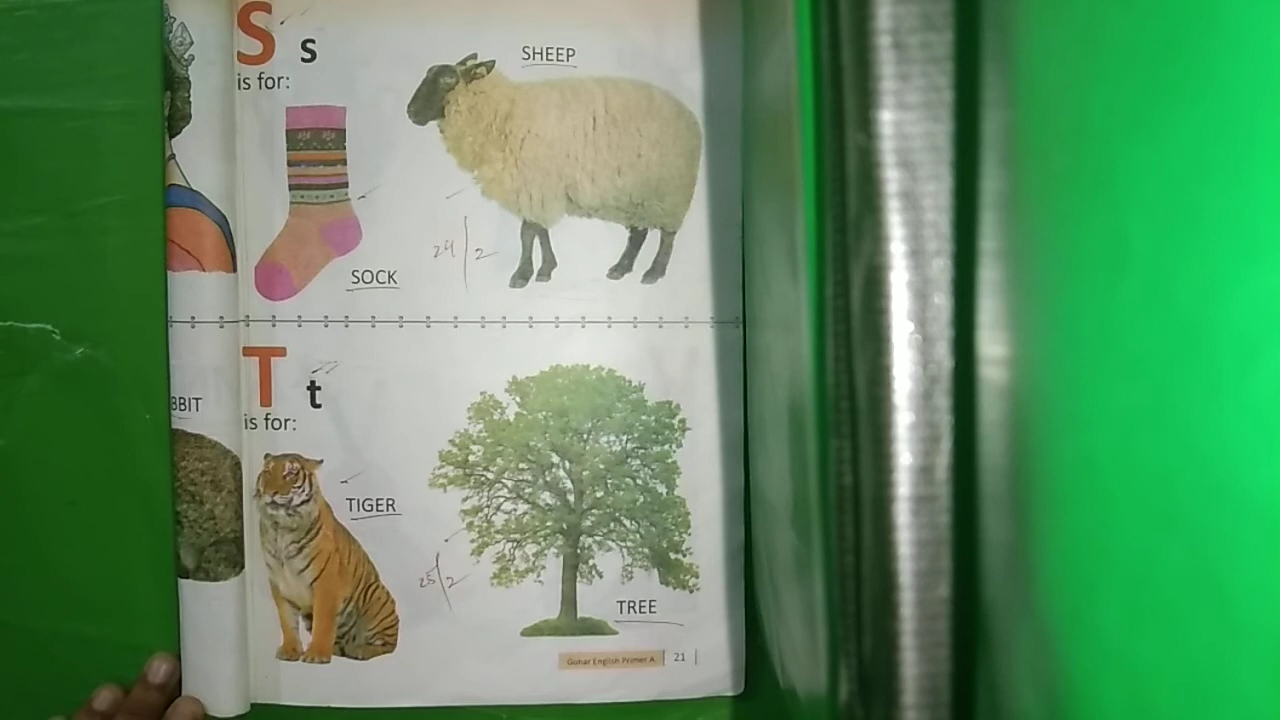 S s
is for:
SHEEP
SOCK
24/2
BBIT
T t
is for:
TIGER
25/2
TREE
Gohar English Primer A
21